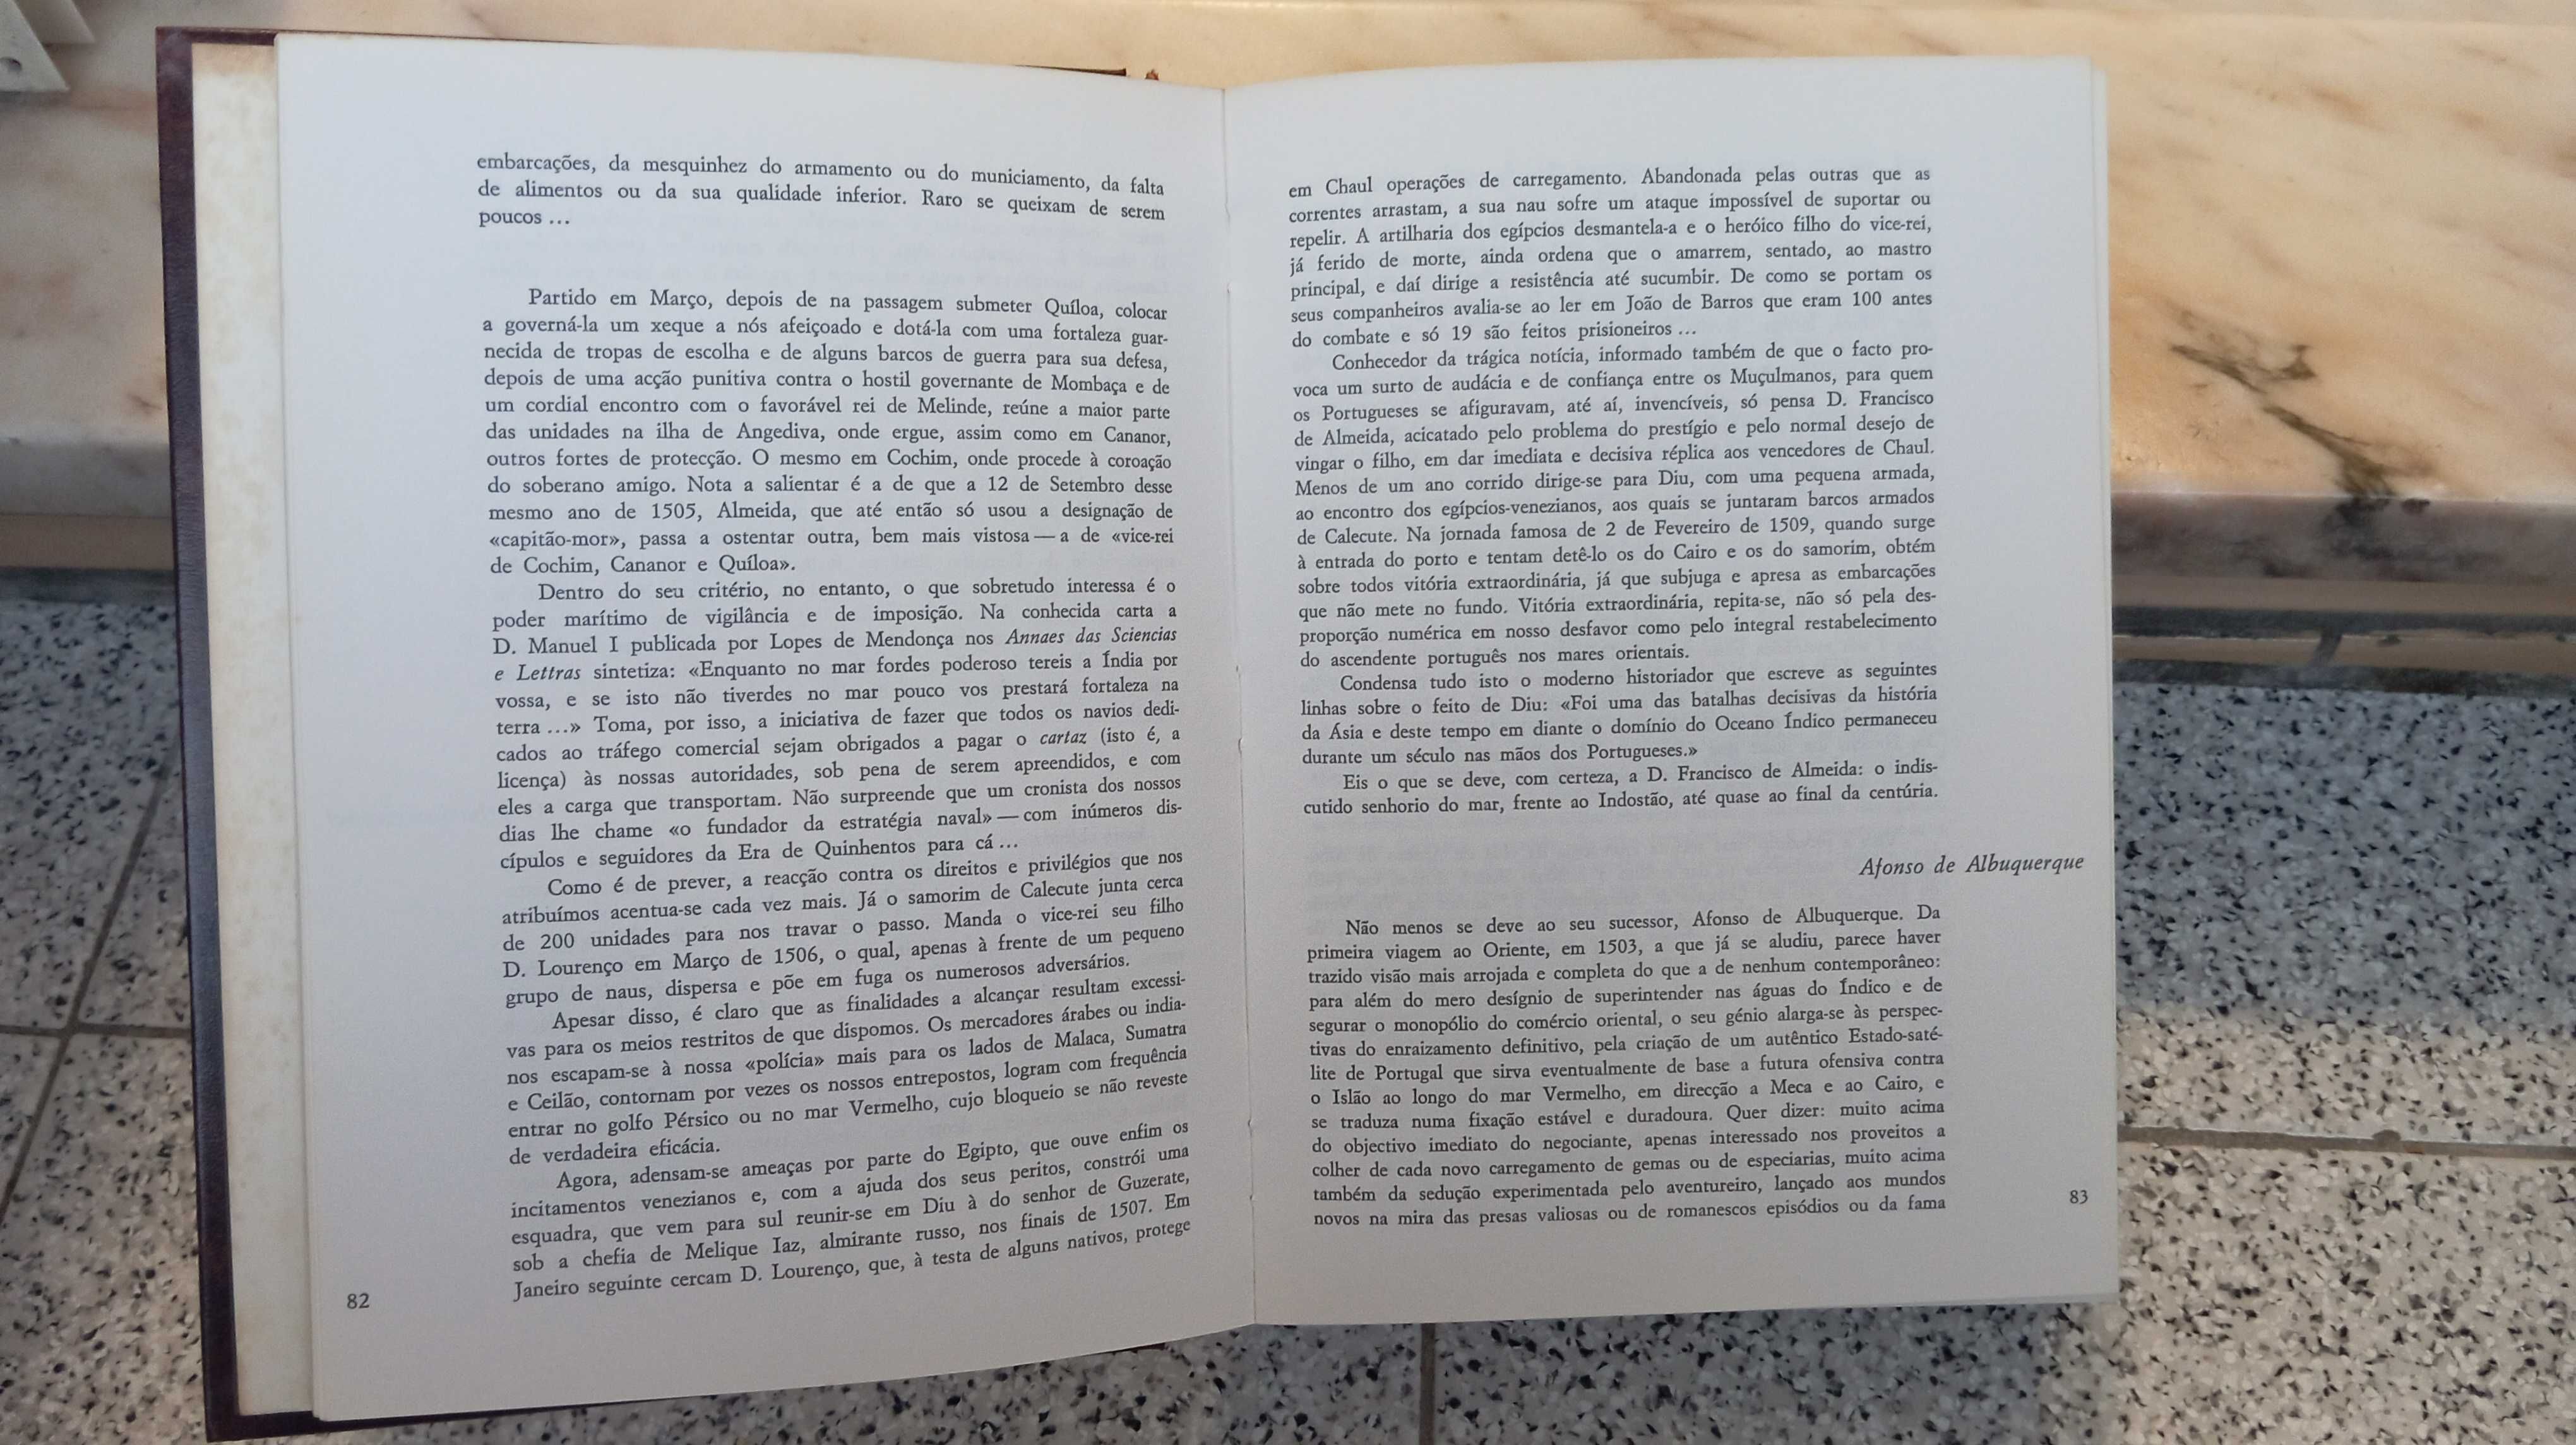 embarcações, da mesquinhez do armamento ou do municiamento, da falta
de alimentos ou da sua qualidade inferior. Raro se queixam de serem
poucos ...
Partido em Março, depois de na passagem submeter Quíloa, colocar
a governá-la um xeque a nós afeiçoado e dotá-la com uma fortaleza guar-
necida de tropas de escolha e de alguns barcos de guerra para sua defesa,
depois de uma acção punitiva contra o hostil governante de Mombaça e de
um cordial encontro com o favorável rei de Melinde, reúne a maior parte
das unidades na ilha de Angediva, onde ergue, assim como em Cananor,
outros fortes de protecção. O mesmo em Cochim, onde procede à coroação
do soberano amigo. Nota a salientar é a de que a 12 de Setembro desse
mesmo ano de 1505, Almeida, que até então só usou a designação de
«capitão-mor», passa a ostentar outra, bem mais vistosa — a de «vice-rei
de Cochim, Cananor e Quíloa».
Dentro do seu critério, no entanto, o que sobretudo interessa é o
poder marítimo de vigilância e de imposição. Na conhecida carta a
D. Manuel I publicada por Lopes de Mendonça nos Annaes das Sciencias
e Lettras sintetiza: «Enquanto no mar fordes poderoso tereis a Índia por
vossa, e se isto não tiverdes no mar pouco vos prestará fortaleza na
terra ...» Toma, por isso, a iniciativa de fazer que todos os navios dedi-
cados ao tráfego comercial sejam obrigados a pagar o cartaz (isto é, a
licença) às nossas autoridades, sob pena de serem apreendidos, e com
eles a carga que transportam. Não surpreende que um cronista dos nossos
dias lhe chame «o fundador da estratégia naval» — com inúmeros dis-
cípulos e seguidores da Era de Quinhentos para cá ...
Como é de prever, a reacção contra os direitos e privilégios que nos
atribuímos acentua-se cada vez mais. Já o samorim de Calecute junta cerca
de 200 unidades para nos travar o passo. Manda o vice-rei seu filho
D. Lourenço em Março de 1506, o qual, apenas à frente de um pequeno
grupo de naus, dispersa e põe em fuga os numerosos adversários.
Apesar disso, é claro que as finalidades a alcançar resultam excessi-
vas para os meios restritos de que dispomos. Os mercadores árabes ou india-
nos escapam-se à nossa «polícia» mais para os lados de Malaca, Sumatra
e Ceilão, contornam por vezes os nossos entrepostos, logram com frequência
entrar no golfo Pérsico ou no mar Vermelho, cujo bloqueio se não reveste
de verdadeira eficácia.
Agora, adensam-se ameaças por parte do Egipto, que ouve enfim os
incitamentos venezianos e, com a ajuda dos seus peritos, constrói uma
esquadra, que vem para sul reunir-se em Diu à do senhor de Guzerate,
sob a chefia de Melique Iaz, almirante russo, nos finais de 1507. Em
Janeiro seguinte cercam D. Lourenço, que, à testa de alguns nativos, protege
82
em Chaul operações de carregamento. Abandonada pelas outras que as
correntes arrastam, a sua nau sofre um ataque impossível de suportar ou
repelir. A artilharia dos egípcios desmantela-a e o heróico filho do vice-rei,
já ferido de morte, ainda ordena que o amarrem, sentado, ao mastro
principal, e daí dirige a resistência até sucumbir. De como se portam os
seus companheiros avalia-se ao ler em João de Barros que eram 100 antes
do combate e só 19 são feitos prisioneiros ...
Conhecedor da trágica notícia, informado também de que o facto pro-
voca um surto de audácia e de confiança entre os Muçulmanos, para quem
os Portugueses se afiguravam, até aí, invencíveis, só pensa D. Francisco
de Almeida, acicatado pelo problema do prestígio e pelo normal desejo de
vingar o filho, em dar imediata e decisiva réplica aos vencedores de Chaul.
Menos de um ano corrido dirige-se para Diu, com uma pequena armada,
ao encontro dos egípcios-venezianos, aos quais se juntaram barcos armados
de Calecute. Na jornada famosa de 2 de Fevereiro de 1509, quando surge
à entrada do porto e tentam detê-lo os do Cairo e os do samorim, obtém
sobre todos vitória extraordinária, já que subjuga e apresa as embarcações
que não mete no fundo. Vitória extraordinária, repita-se, não só pela des-
proporção numérica em nosso desfavor como pelo integral restabelecimento
do ascendente português nos mares orientais.
Condensa tudo isto o moderno historiador que escreve as seguintes
linhas sobre o feito de Diu: «Foi uma das batalhas decisivas da história
da Ásia e deste tempo em diante o domínio do Oceano Índico permaneceu
durante um século nas mãos dos Portugueses.»
Eis o que se deve, com certeza, a D. Francisco de Almeida: o indis-
cutido senhorio do mar, frente ao Indostão, até quase ao final da centúria.
Afonso de Albuquerque
Não menos se deve ao seu sucessor, Afonso de Albuquerque. Da
primeira viagem ao Oriente, em 1503, a que já se aludiu, parece haver
trazido visão mais arrojada e completa do que a de nenhum contemporâneo:
para além do mero desígnio de superintender nas águas do Índico e de
segurar o monopólio do comércio oriental, o seu génio alarga-se às perspec-
tivas do enraizamento definitivo, pela criação de um autêntico Estado-saté-
lite de Portugal que sirva eventualmente de base a futura ofensiva contra
o Islão ao longo do mar Vermelho, em direcção a Meca e ao Cairo, e
se traduza numa fixação estável e duradoura. Quer dizer: muito acima
do objectivo imediato do negociante, apenas interessado nos proveitos a
colher de cada novo carregamento de gemas ou de especiarias, muito acima
também da sedução experimentada pelo aventureiro, lançado aos mundos
novos na mira das presas valiosas ou de romanescos episódios ou da fama
83